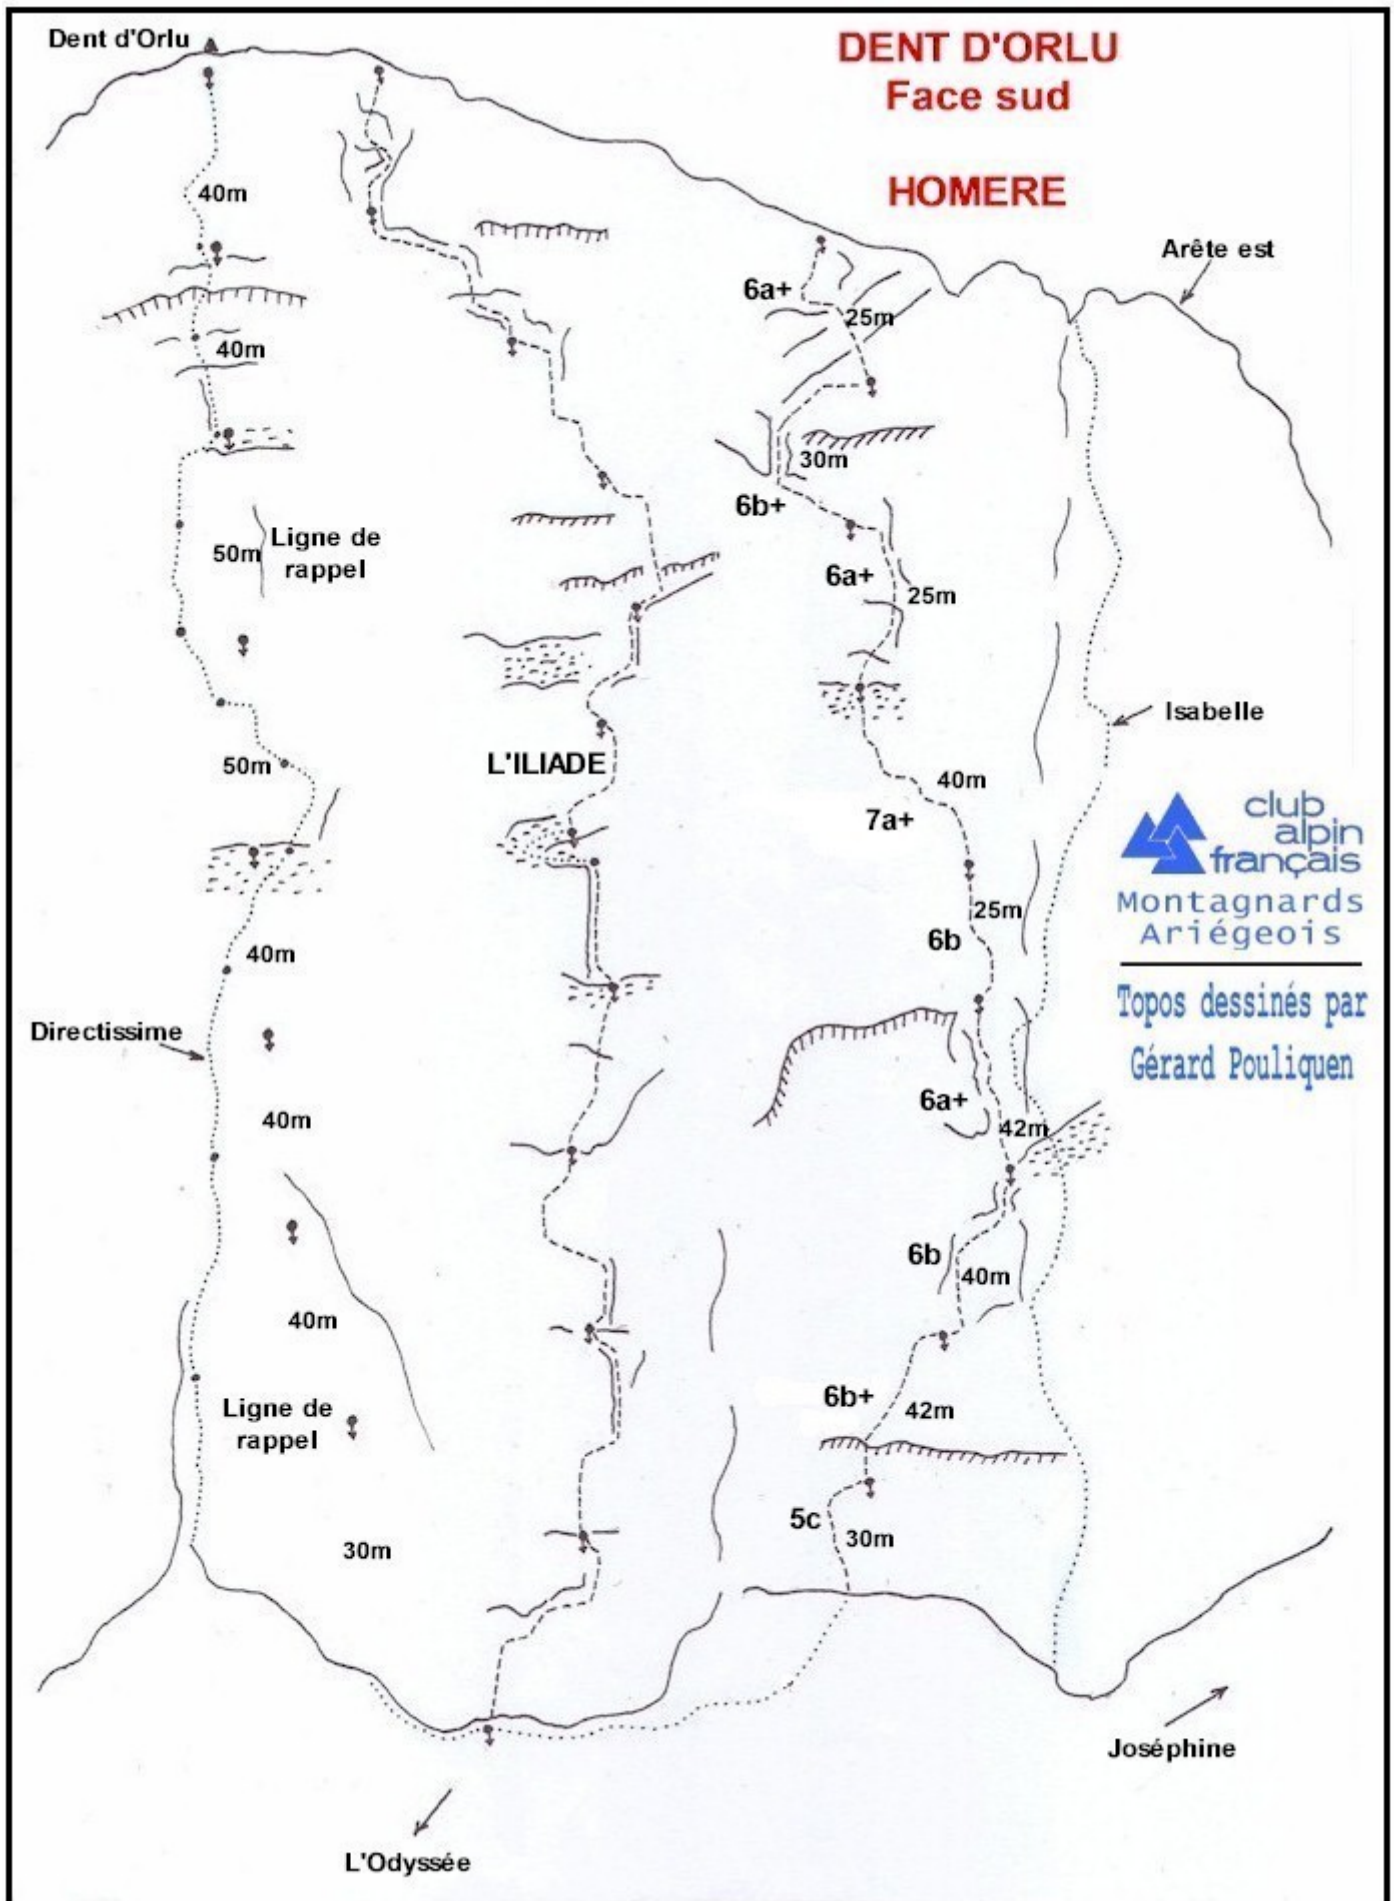 Dent d'Orlu
DENT D'ORLU
Face sud
HOMERE
40m
Arête est
6a+
25m
40m
30m
6b+
50m
Ligne de
rappel
6a+
25m
Isabelle
50m
L'ILIADE
40m
7a+
club
alpin
français
Montagnards
Ariégeois
25m
6b
40m
Directissime
Topos dessinés par
Gérard Pouliquen
6a+
42m
40m
6b
40m
40m
6b+
42m
Ligne de
rappel
5c
30m
30m
Joséphine
L'Odyssée